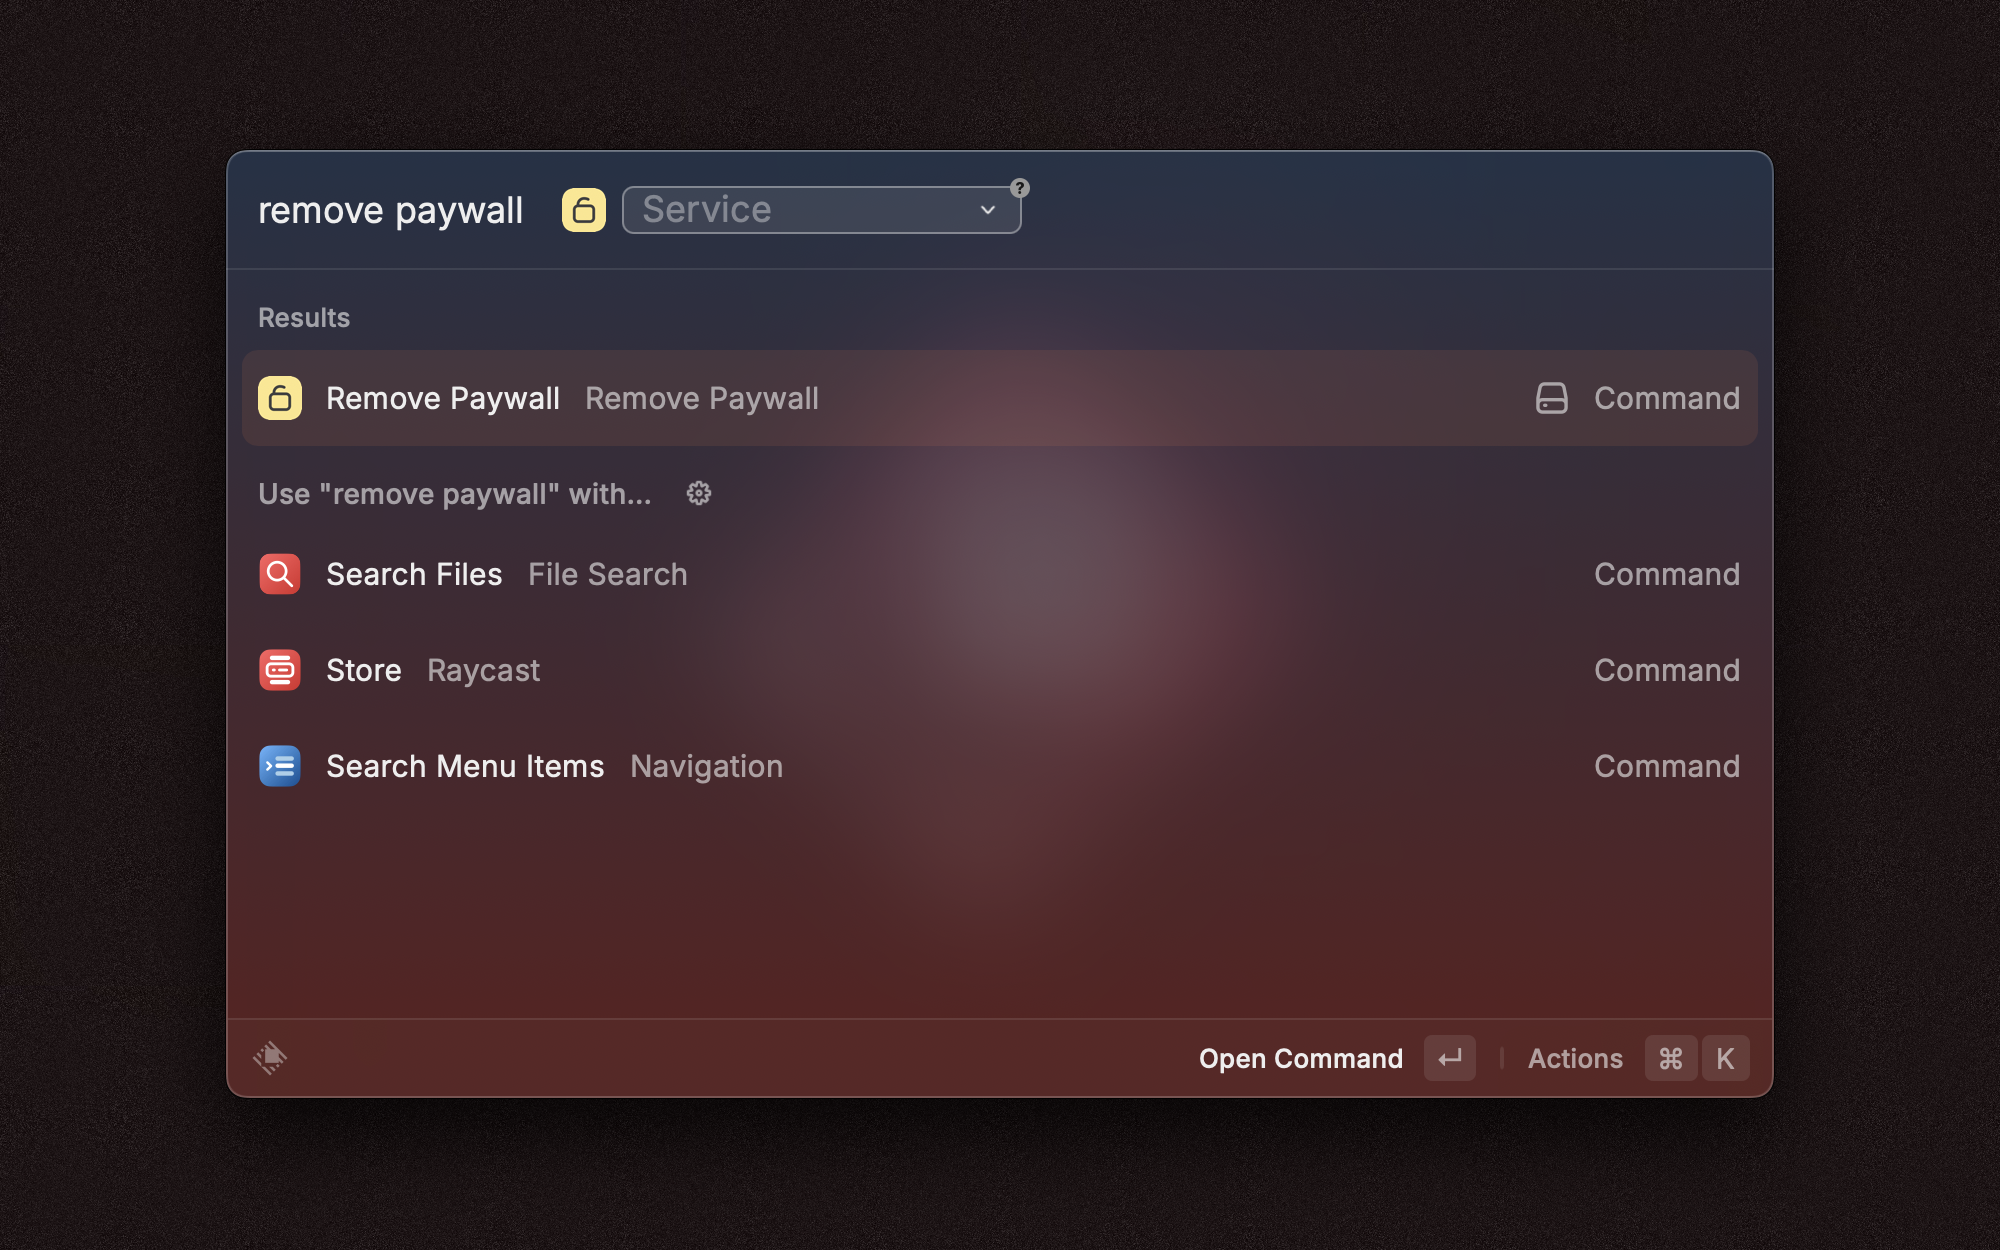 remove paywall Service ?
Results
Remove Paywall Remove Paywall Command
Use "remove paywall" with...
Search Files File Search Command
Store Raycast Command
Search Menu Items Navigation Command
Open Command ↵ Actions ⌘ K